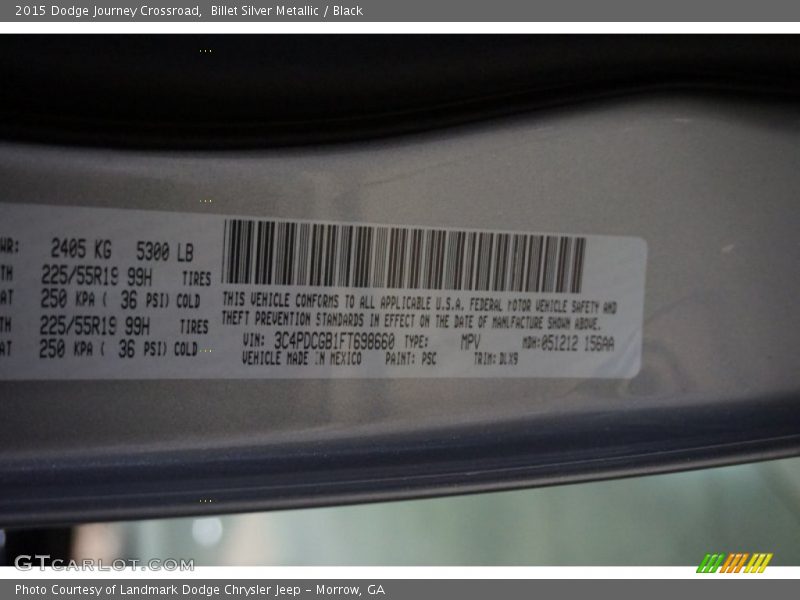 2015 Dodge Journey Crossroad, Billet Silver Metallic / Black
WR: 2405 KG 5300 LB
TH 225/55R19 99H TIRES
AT 250 KPA ( 36 PSI) COLD
TH 225/55R19 99H TIRES
AT 250 KPA ( 36 PSI) COLD
THIS VEHICLE CONFORMS TO ALL APPLICABLE U.S.A. FEDERAL MOTOR VEHICLE SAFETY AND
THEFT PREVENTION STANDARDS IN EFFECT ON THE DATE OF MANUFACTURE SHOWN ABOVE.
VIN: 3C4PDCGB1FT698660 TYPE: MPV MDH:051212 156AA
VEHICLE MADE IN MEXICO PAINT: PSC TRIM: DLX9
GTCARLOT.COM
Photo Courtesy of Landmark Dodge Chrysler Jeep - Morrow, GA